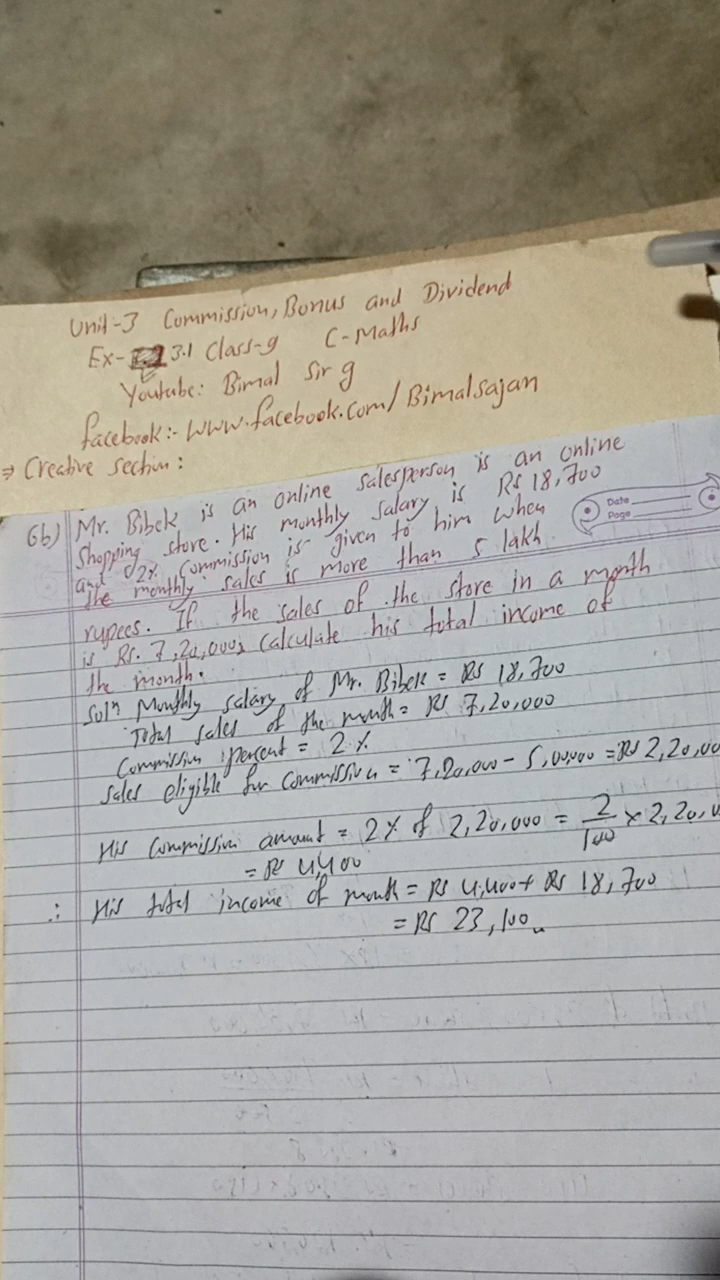 Unit-3 Commission, Bonus and Dividend
Ex- 3.1 Class-9 C-Maths
Youtube: Bimal Sir g
facebook:- www.facebook.com/Bimalsajan
⇒ Creative section:
6b) Mr. Bibek is an online salesperson is an online
Shopping store. His monthly salary is Rs 18,700
and 2% Commission is given to him when
the monthly sales is more than 5 lakh
rupees. If the sales of the store in a month
is Rs. 7,20,000, calculate his total income of
the month.
Date
Page
Solⁿ Monthly salary of Mr. Bibek = Rs 18,700
Total sales of the month = Rs 7,20,000
Commission percent = 2%
Sales eligible for commission = 7,20,000 - 5,00,000 = Rs 2,20,00
His Commission amount = 2% of 2,20,000 = 2/100 × 2,20,0
= Rs 4,400
∴ His total income of month = Rs 4,400 + Rs 18,700
= Rs 23,100